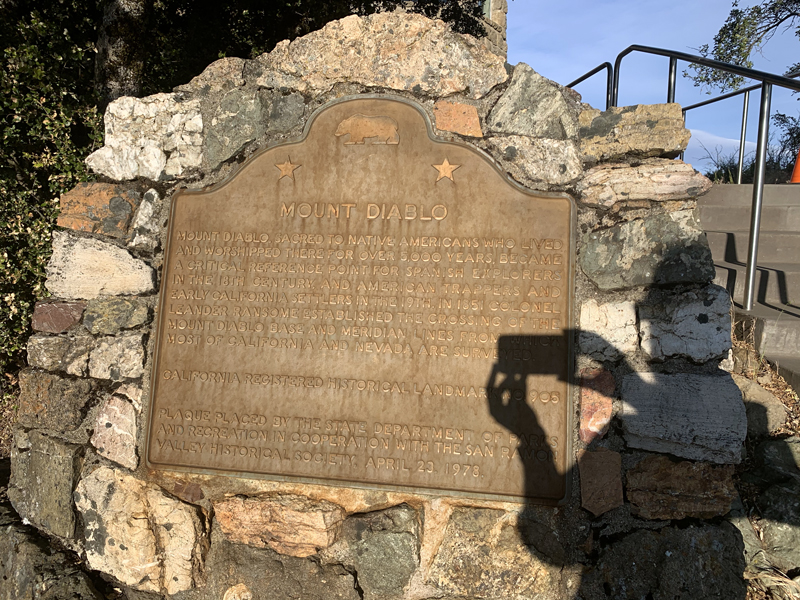 MOUNT DIABLO
MOUNT DIABLO, SACRED TO NATIVE AMERICANS WHO LIVED
AND WORSHIPPED THERE FOR OVER 5,000 YEARS, BECAME
A CRITICAL REFERENCE POINT FOR SPANISH EXPLORERS
IN THE 18TH CENTURY AND AMERICAN TRAPPERS AND
EARLY CALIFORNIA SETTLERS IN THE 19TH. IN 1851 COLONEL
LEANDER RANSOME ESTABLISHED THE CROSSING OF THE
MOUNT DIABLO BASE AND MERIDIAN LINES FROM WHICH
MOST OF CALIFORNIA AND NEVADA ARE SURVEYED
CALIFORNIA REGISTERED HISTORICAL LANDMARK NO. 905
PLAQUE PLACED BY THE STATE DEPARTMENT OF PARKS
AND RECREATION IN COOPERATION WITH THE SAN RAMON
VALLEY HISTORICAL SOCIETY, APRIL 23, 1978.